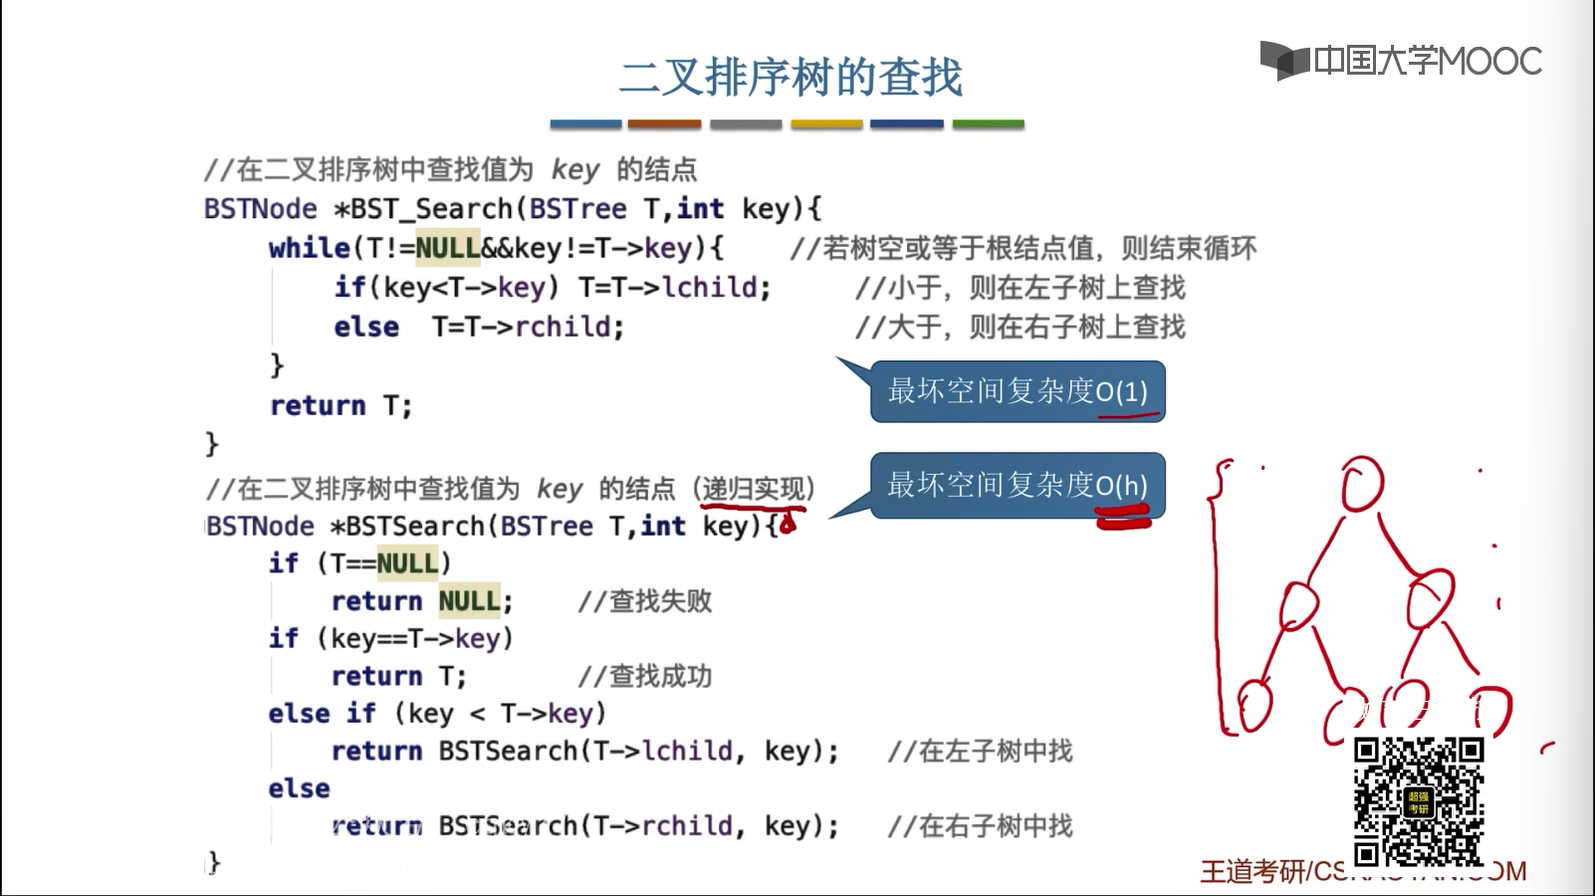 中国大学MOOC
二叉排序树的查找
//在二叉排序树中查找值为 key 的结点
BSTNode *BST_Search(BSTree T,int key){
while(T!=NULL&&key!=T->key){ //若树空或等于根结点值，则结束循环
if(key<T->key) T=T->lchild; //小于，则在左子树上查找
else T=T->rchild; //大于，则在右子树上查找
}
最坏空间复杂度O(1)
return T;
}
最坏空间复杂度O(h)
//在二叉排序树中查找值为 key 的结点（递归实现）
BSTNode *BSTSearch(BSTree T,int key){
if (T==NULL)
return NULL; //查找失败
if (key==T->key)
return T; //查找成功
else if (key < T->key)
return BSTSearch(T->lchild, key); //在左子树中找
else
return BSTSearch(T->rchild, key); //在右子树中找
}
超强
考研
王道考研/CSKAOYAN.COM